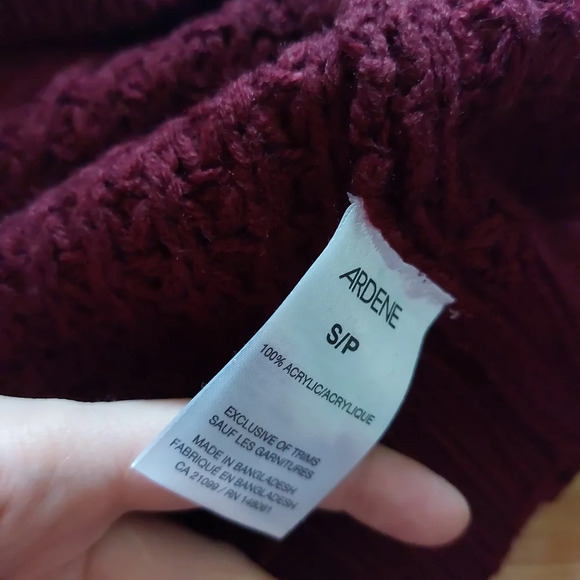 ARDENE
S/P
100% ACRYLIC/ACRYLIQUE
EXCLUSIVE OF TRIMS
SAUF LES GARNITURES
MADE IN BANGLADESH
FABRIQUÉ EN BANGLADESH
CA 21099 / RN 148061